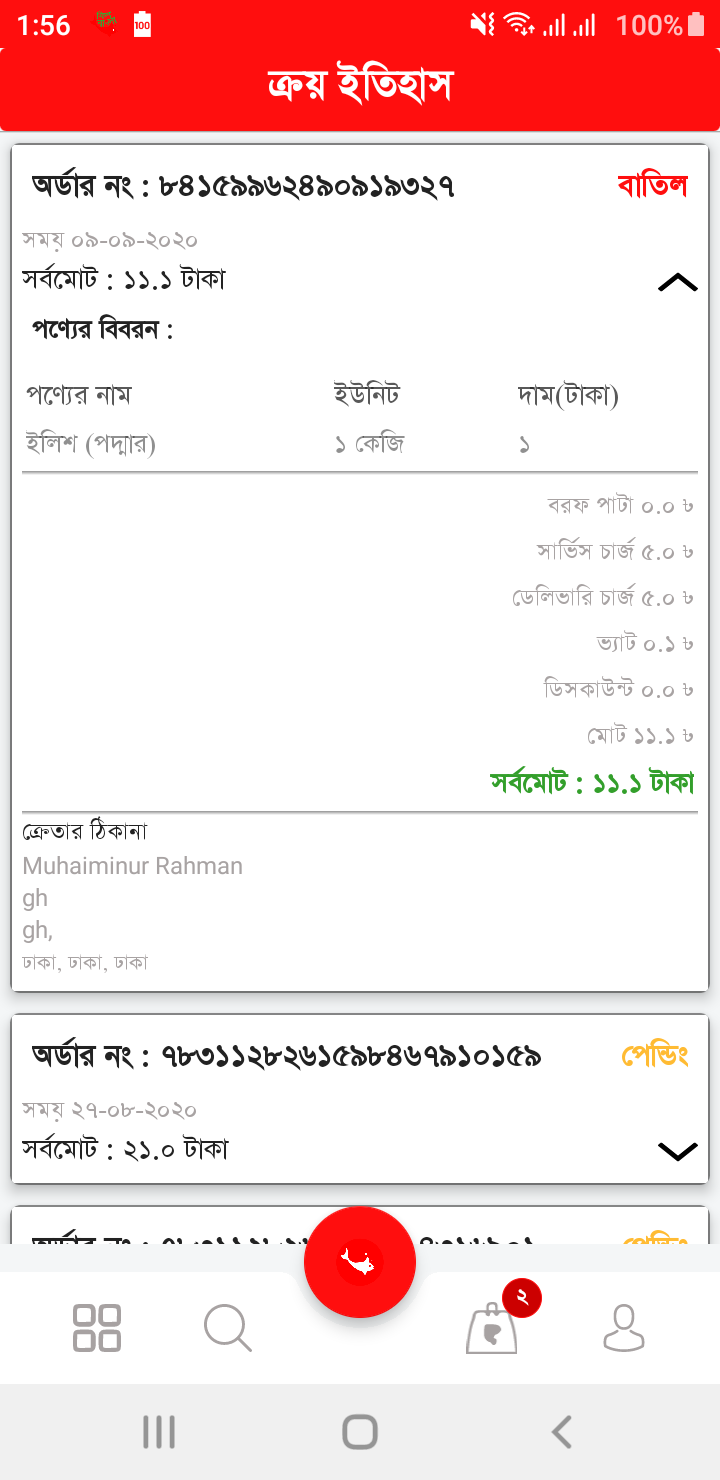 1:56
100
100%
ক্রয় ইতিহাস
অর্ডার নং : ৮৪১৫৯৯৬২৪৯০৯১৯৩২৭ বাতিল
সময় ০৯-০৯-২০২০
সর্বমোট : ১১.১ টাকা
পণ্যের বিবরন :
পণ্যের নাম ইউনিট দাম(টাকা)
ইলিশ (পদ্মার) ১ কেজি ১
বরফ পাটা ০.০ ৳
সার্ভিস চার্জ ৫.০ ৳
ডেলিভারি চার্জ ৫.০ ৳
ভ্যাট ০.১ ৳
ডিসকাউন্ট ০.০ ৳
মোট ১১.১ ৳
সর্বমোট : ১১.১ টাকা
ক্রেতার ঠিকানা
Muhaiminur Rahman
gh
gh,
ঢাকা, ঢাকা, ঢাকা
অর্ডার নং : ৭৮৩১১২৮২৬১৫৯৮৪৬৭৯১০১৫৯ পেন্ডিং
সময় ২৭-০৮-২০২০
সর্বমোট : ২১.০ টাকা
অর্ডার নং : পেন্ডিং
২